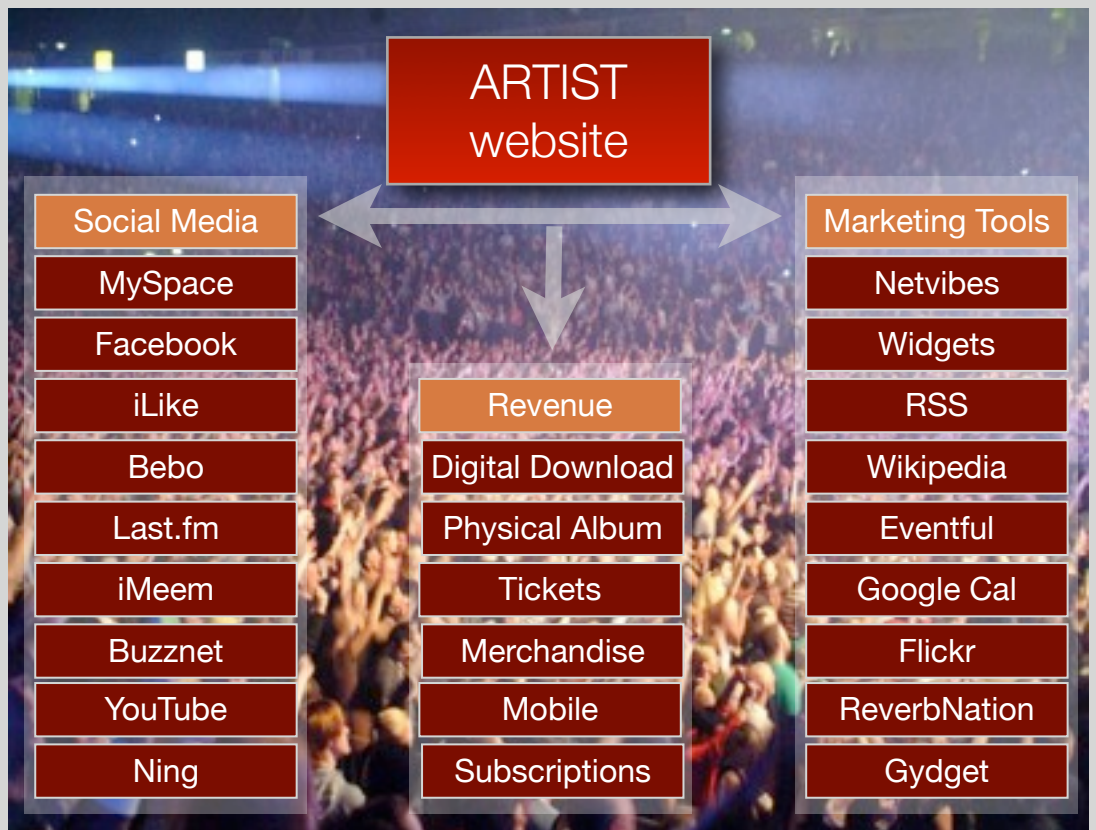 ARTIST
website
Social Media
MySpace
Facebook
iLike
Bebo
Last.fm
iMeem
Buzznet
YouTube
Ning
Revenue
Digital Download
Physical Album
Tickets
Merchandise
Mobile
Subscriptions
Marketing Tools
Netvibes
Widgets
RSS
Wikipedia
Eventful
Google Cal
Flickr
ReverbNation
Gydget